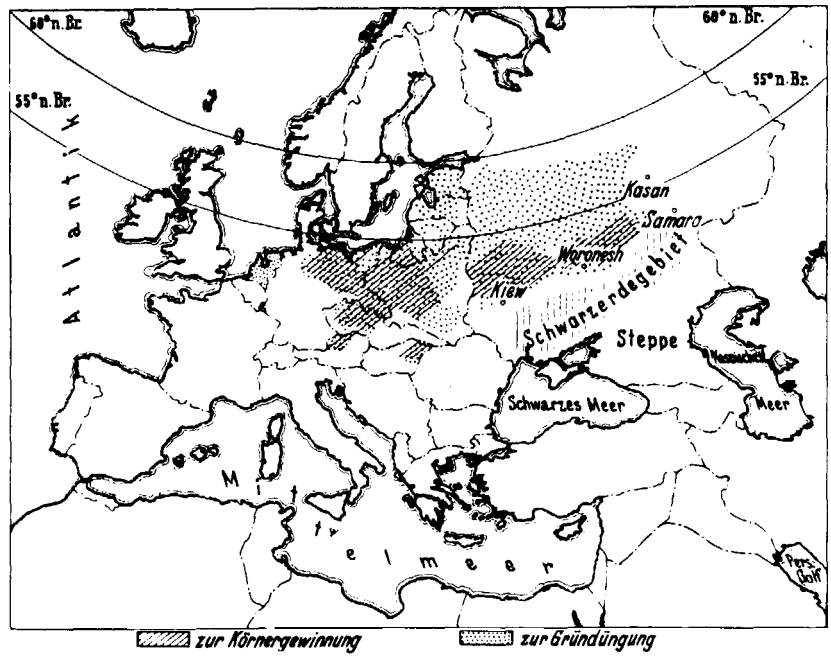 60° n. Br.
60° n. Br.
55° n. Br.
55° n. Br.
Atlantik
Kasan
Samara
Woronesh
Kiew
Schwarzerdegebiet
Steppe
Schwarzes Meer
Meer
Mittelmeer
Pers.
Golf
zur Körnergewinnung
zur Gründüngung